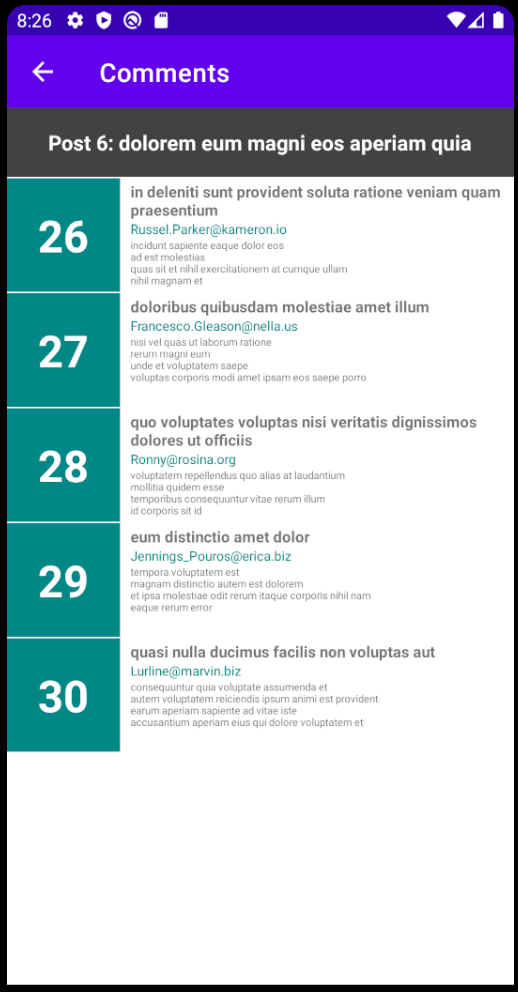 8:26
Comments
Post 6: dolorem eum magni eos aperiam quia
26
in deleniti sunt provident soluta ratione veniam quam
praesentium
Russel.Parker@kameron.io
incidunt sapiente eaque dolor eos
ad est molestias
quas sit et nihil exercitationem at cumque ullam
nihil magnam et
27
doloribus quibusdam molestiae amet illum
Francesco.Gleason@nella.us
nisi vel quas ut laborum ratione
rerum magni eum
unde et voluptatem saepe
voluptas corporis modi amet ipsam eos saepe porro
28
quo voluptates voluptas nisi veritatis dignissimos
dolores ut officiis
Ronny@rosina.org
voluptatem repellendus quo alias at laudantium
mollitia quidem esse
temporibus consequuntur vitae rerum illum
id corporis sit id
29
eum distinctio amet dolor
Jennings_Pouros@erica.biz
tempora voluptatem est
magnam distinctio autem est dolorem
et ipsa molestiae odit rerum itaque corporis nihil nam
eaque rerum error
30
quasi nulla ducimus facilis non voluptas aut
Lurline@marvin.biz
consequuntur quia voluptate assumenda et
autem voluptatem reiciendis ipsum animi est provident
earum aperiam sapiente ad vitae iste
accusantium aperiam eius qui dolore voluptatem et